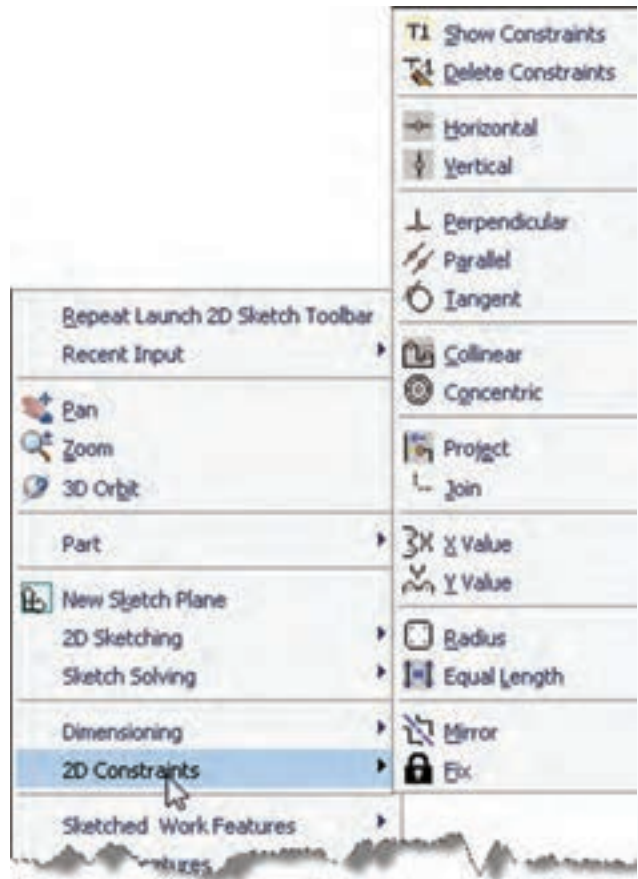 Show Constraints
Delete Constraints
Horizontal
Vertical
Perpendicular
Parallel
Tangent
Collinear
Concentric
Project
Join
X Value
Y Value
Radius
Equal Length
Mirror
Fix
Repeat Launch 2D Sketch Toolbar
Recent Input
Pan
Zoom
3D Orbit
Part
New Sketch Plane
2D Sketching
Sketch Solving
Dimensioning
2D Constraints
Sketched Work Features